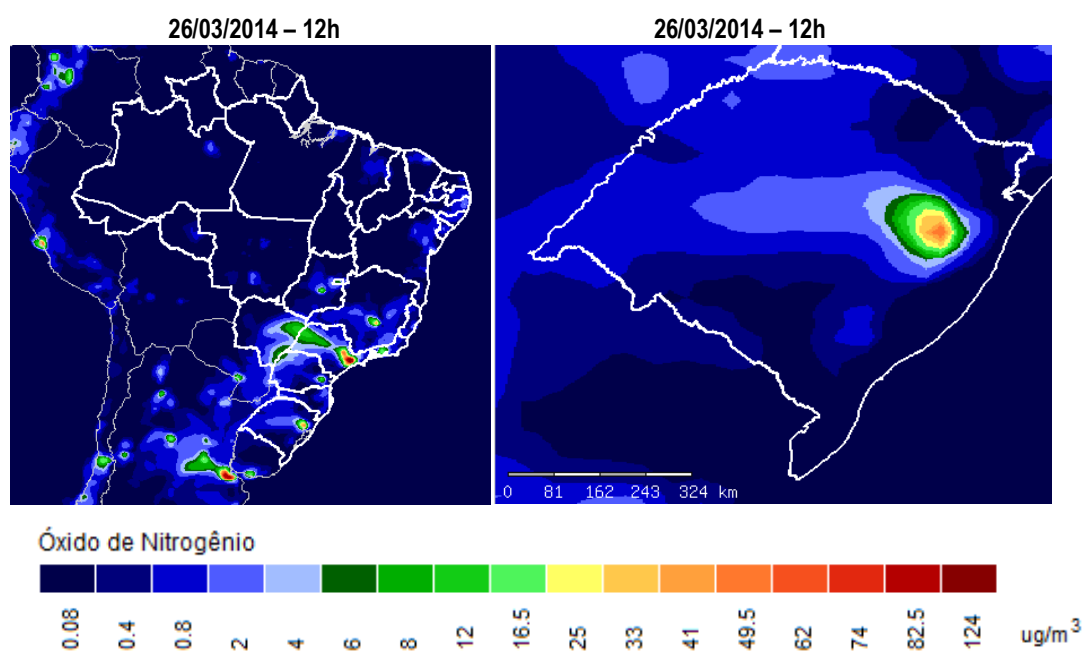 26/03/2014 – 12h
26/03/2014 – 12h
0 81 162 243 324 km
Óxido de Nitrogênio
0.08 0.4 0.8 2 4 6 8 12 16.5 25 33 41 49.5 62 74 82.5 124 ug/m³